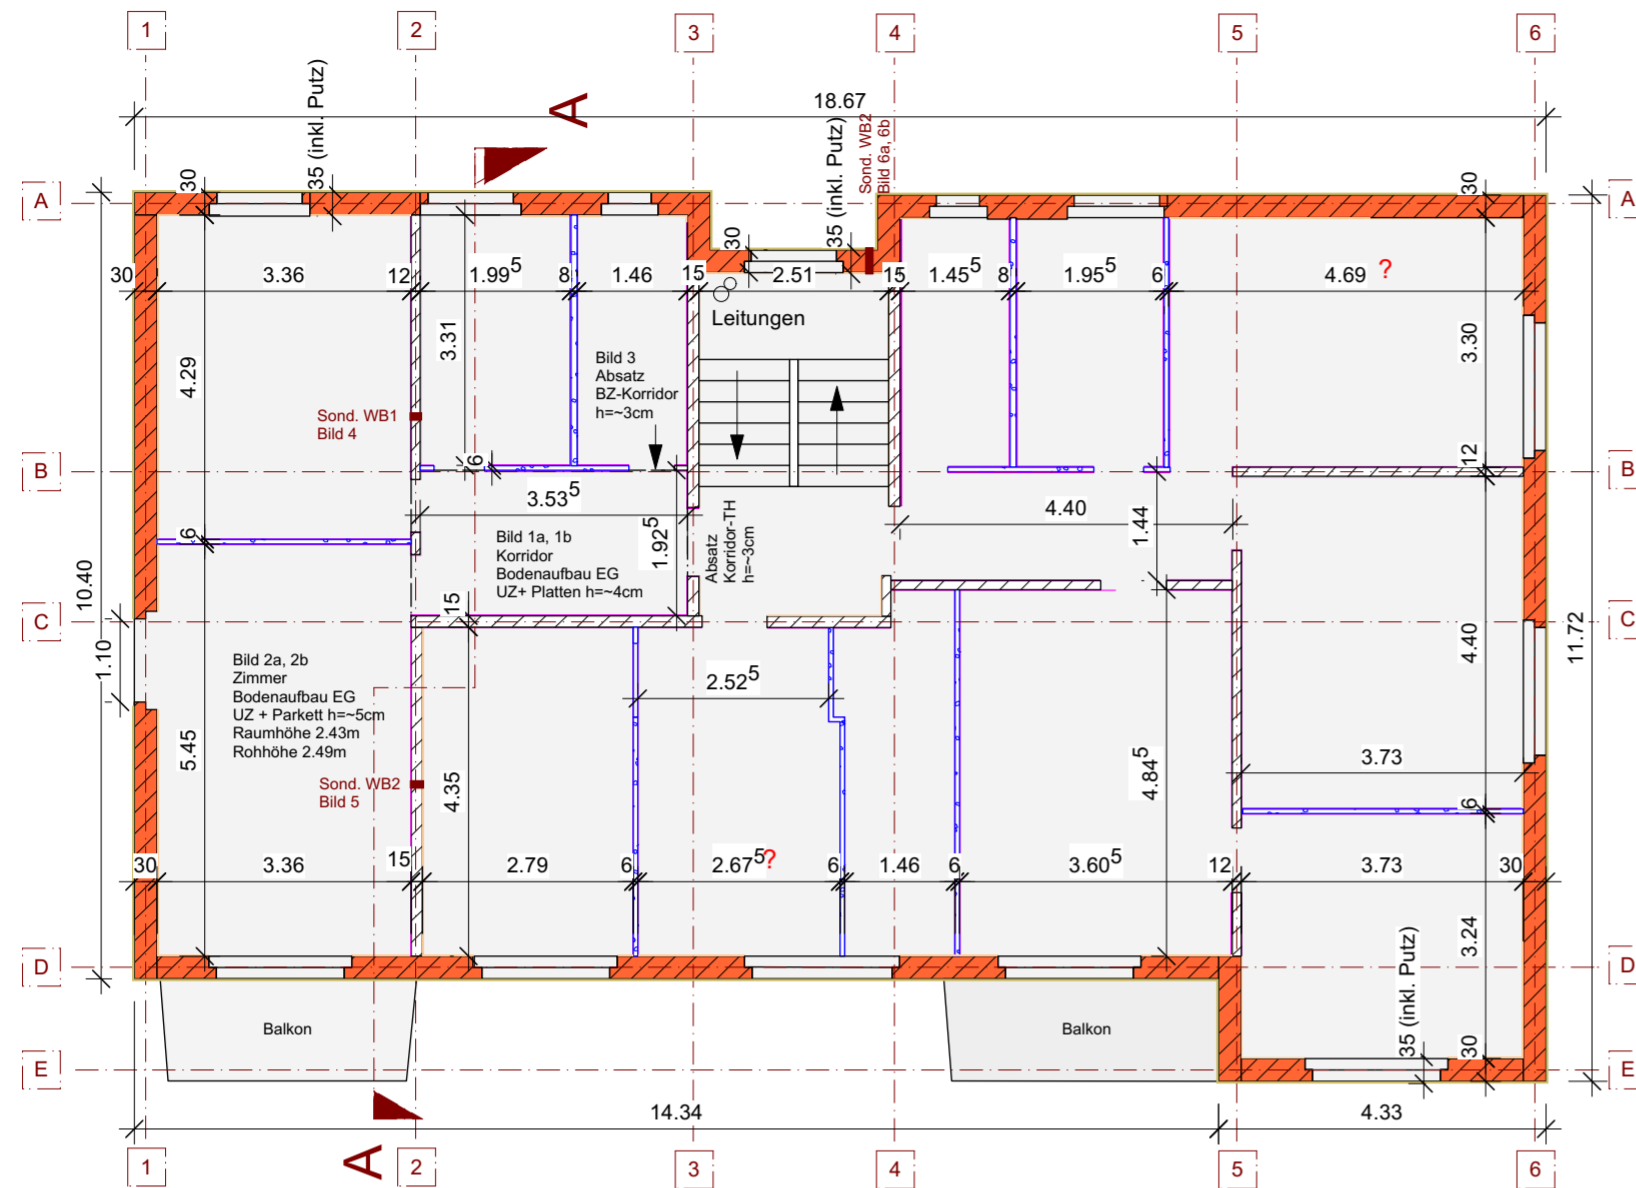 1
2
3
4
5
6
A
18.67
35 (inkl. Putz)
35 (inkl. Putz)
Sond. WB2
Bild 6a, 6b
30
30
30
A
A
30
3.36
12
1.99⁵
8
1.46
15
2.51
15
1.45⁵
8
1.95⁵
6
4.69 ?
Leitungen
4.29
3.31
3.30
Bild 3
Absatz
BZ-Korridor
h=~3cm
Sond. WB1
Bild 4
B
6
12
B
3.53⁵
4.40
1.92⁵
1.44
Absatz
Korridor-TH
h=~3cm
Bild 1a, 1b
Korridor
Bodenaufbau EG
UZ+ Platten h=~4cm
6
10.40
15
C
C
1.10
4.40
11.72
Bild 2a, 2b
Zimmer
Bodenaufbau EG
UZ + Parkett h=~5cm
Raumhöhe 2.43m
Rohhöhe 2.49m
2.52⁵
5.45
Sond. WB2
Bild 5
4.35
4.84⁵
3.73
6
30
3.36
15
2.79
6
2.67⁵?
6
1.46
6
3.60⁵
12
3.73
30
3.24
35 (inkl. Putz)
D
D
Balkon
Balkon
30
E
E
14.34
4.33
A
1
2
3
4
5
6